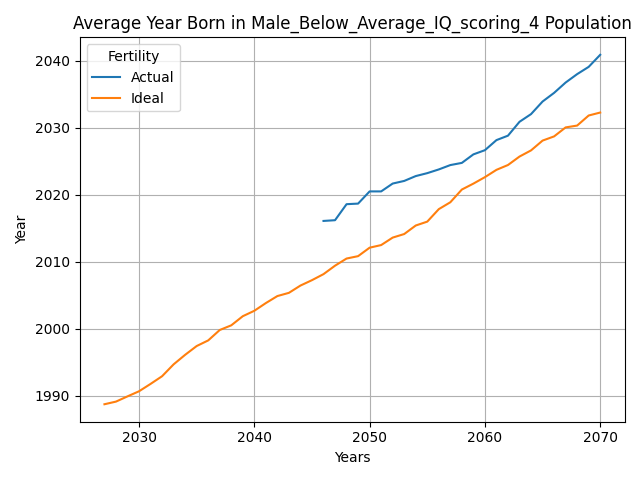 Average Year Born in Male_Below_Average_IQ_scoring_4 Population
Fertility
Actual
Ideal
2040
2030
2020
2010
2000
1990
Year
2030 2040 2050 2060 2070
Years